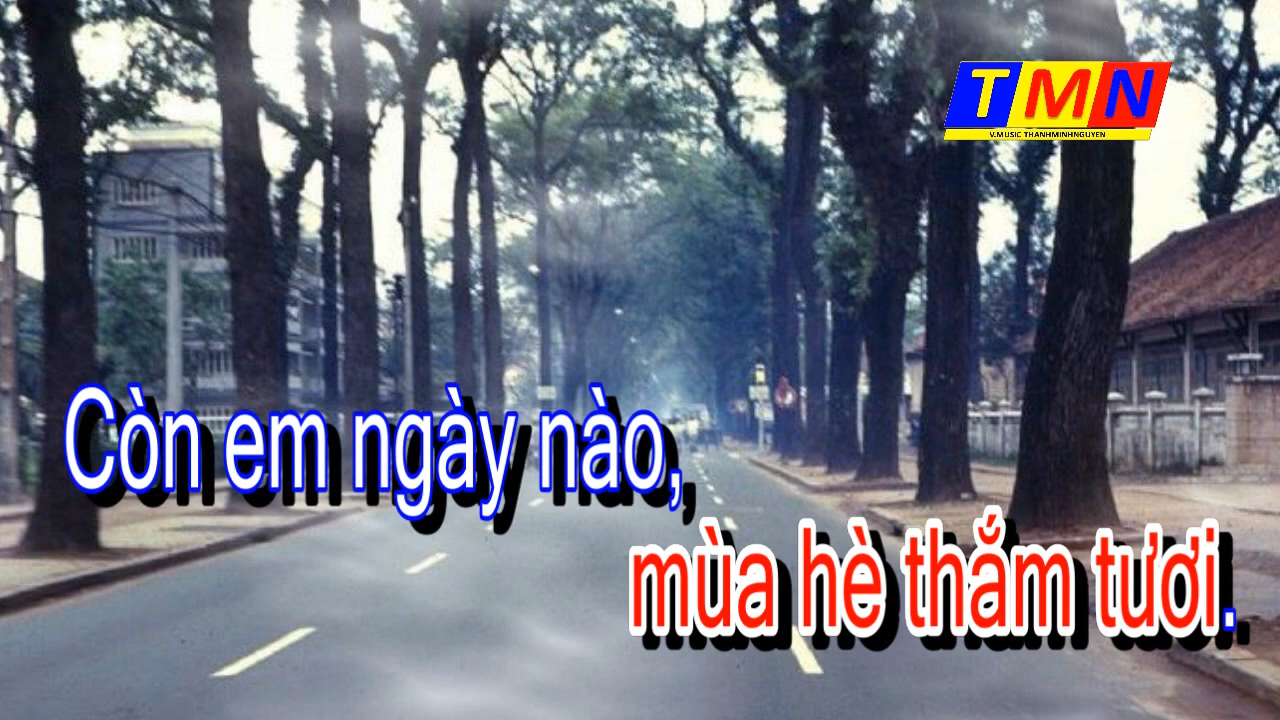 TMN
V.MUSIC THANHMINHNGUYEN
Còn em ngày nào,
mùa hè thắm tươi.